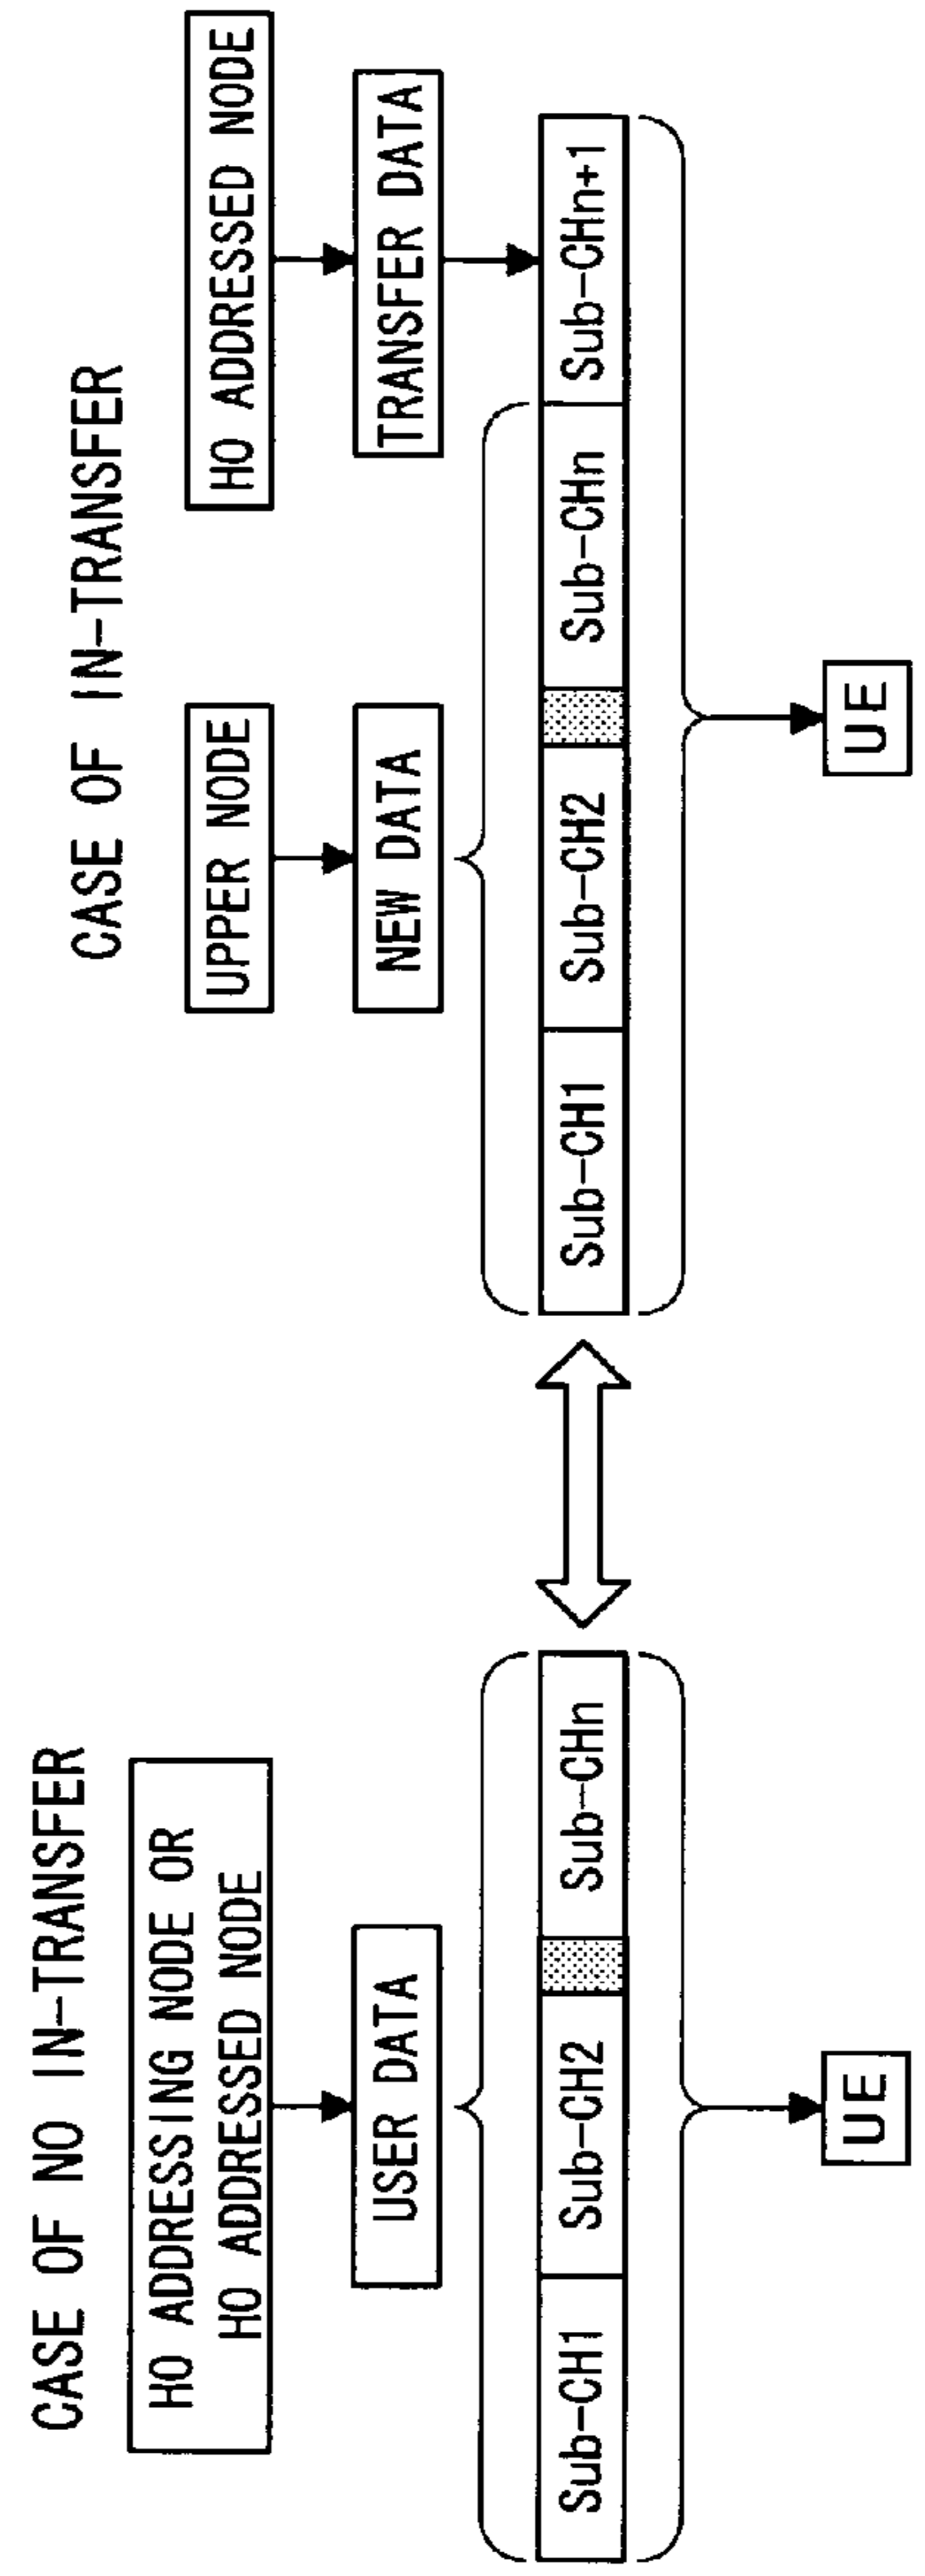 CASE OF NO IN-TRANSFER
HO ADDRESSING NODE OR
HO ADDRESSED NODE
USER DATA
Sub-CH1
Sub-CH2
Sub-CHn
UE
CASE OF IN-TRANSFER
UPPER NODE
HO ADDRESSED NODE
NEW DATA
TRANSFER DATA
Sub-CH1
Sub-CH2
Sub-CHn
Sub-CHn+1
UE